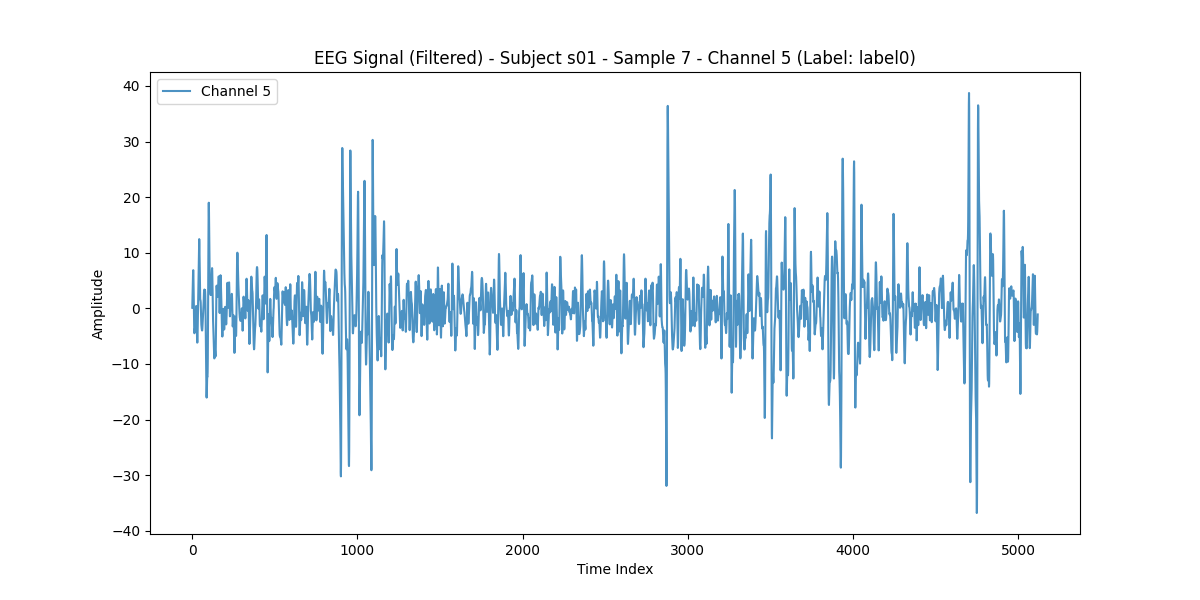 EEG Signal (Filtered) - Subject s01 - Sample 7 - Channel 5 (Label: label0)
Channel 5
Amplitude
40
30
20
10
0
−10
−20
−30
−40
0 1000 2000 3000 4000 5000
Time Index